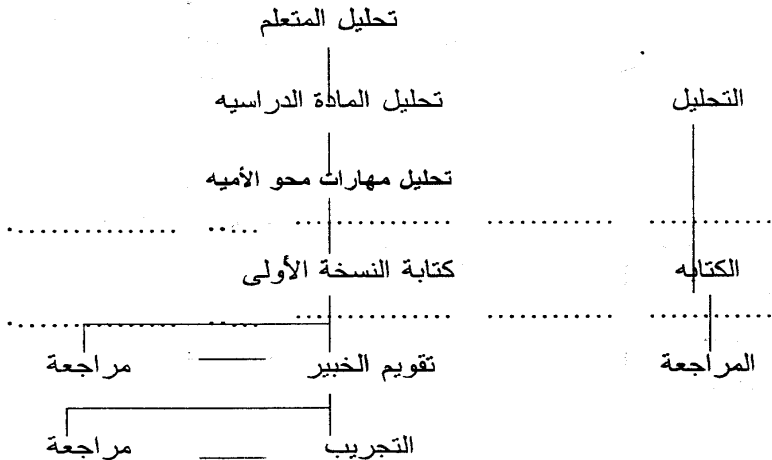 تحليل المتعلم
التحليل تحليل المادة الدراسيه
تحليل مهارات محو الأميه
الكتابه كتابة النسخة الأولى
المراجعة تقويم الخبير مراجعة
التجريب مراجعة